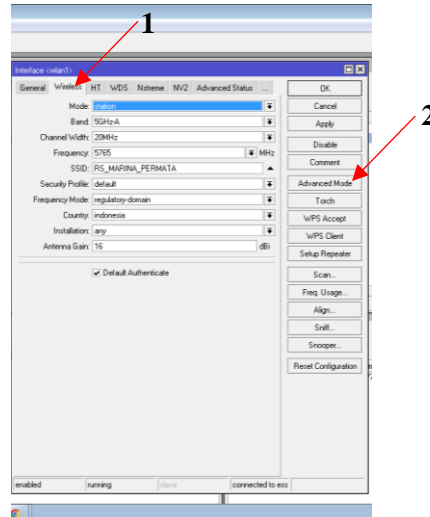 1
Interface <wlan1>
General Wireless HT WDS Nstreme NV2 Advanced Status ...
Mode: station
Band: 5GHz-A
Channel Width: 20MHz
Frequency: 5765 MHz
SSID: RS_MARINA_PERMATA
Security Profile: default
Frequency Mode: regulatory-domain
Country: indonesia
Installation: any
Antenna Gain: 16 dBi
Default Authenticate
OK
Cancel
Apply
Disable
Comment
2
Advanced Mode
Torch
WPS Accept
WPS Client
Setup Repeater
Scan...
Freq. Usage...
Align...
Sniff...
Snooper...
Reset Configuration
enabled running slave connected to ess